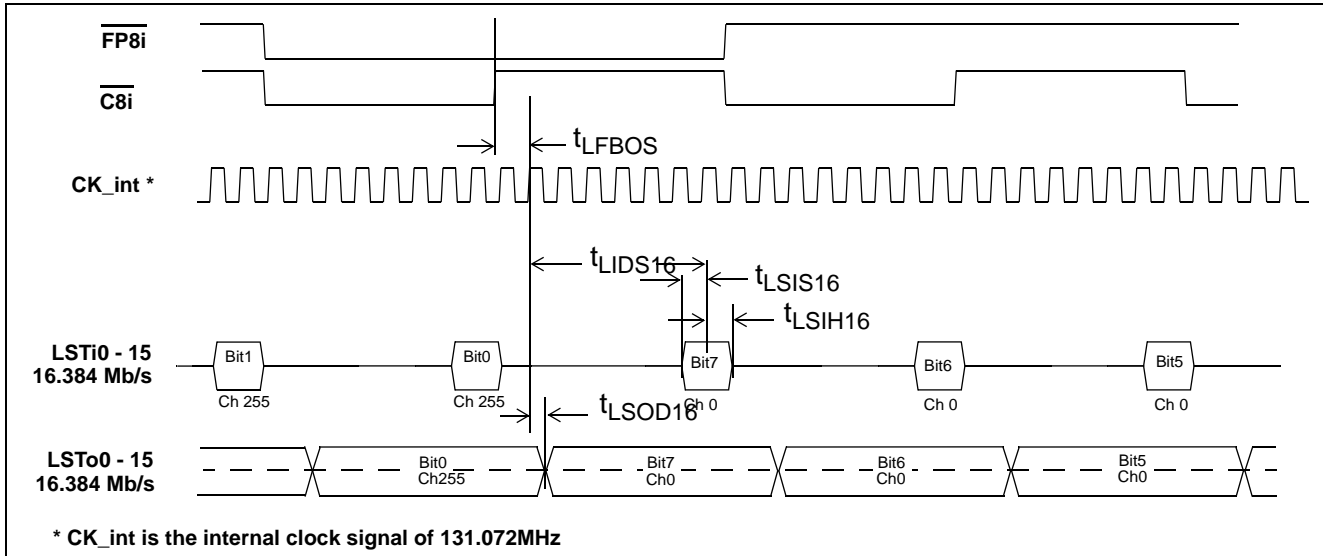 FP8i
C8i
tLFBOS
CK_int *
tLIDS16
tLSIS16
tLSIH16
LSTi0 - 15
16.384 Mb/s
Bit1
Ch 255
Bit0
Ch 255
Bit7
Ch 0
Bit6
Ch 0
Bit5
Ch 0
tLSOD16
LSTo0 - 15
16.384 Mb/s
Bit0
Ch255
Bit7
Ch0
Bit6
Ch0
Bit5
Ch0
* CK_int is the internal clock signal of 131.072MHz